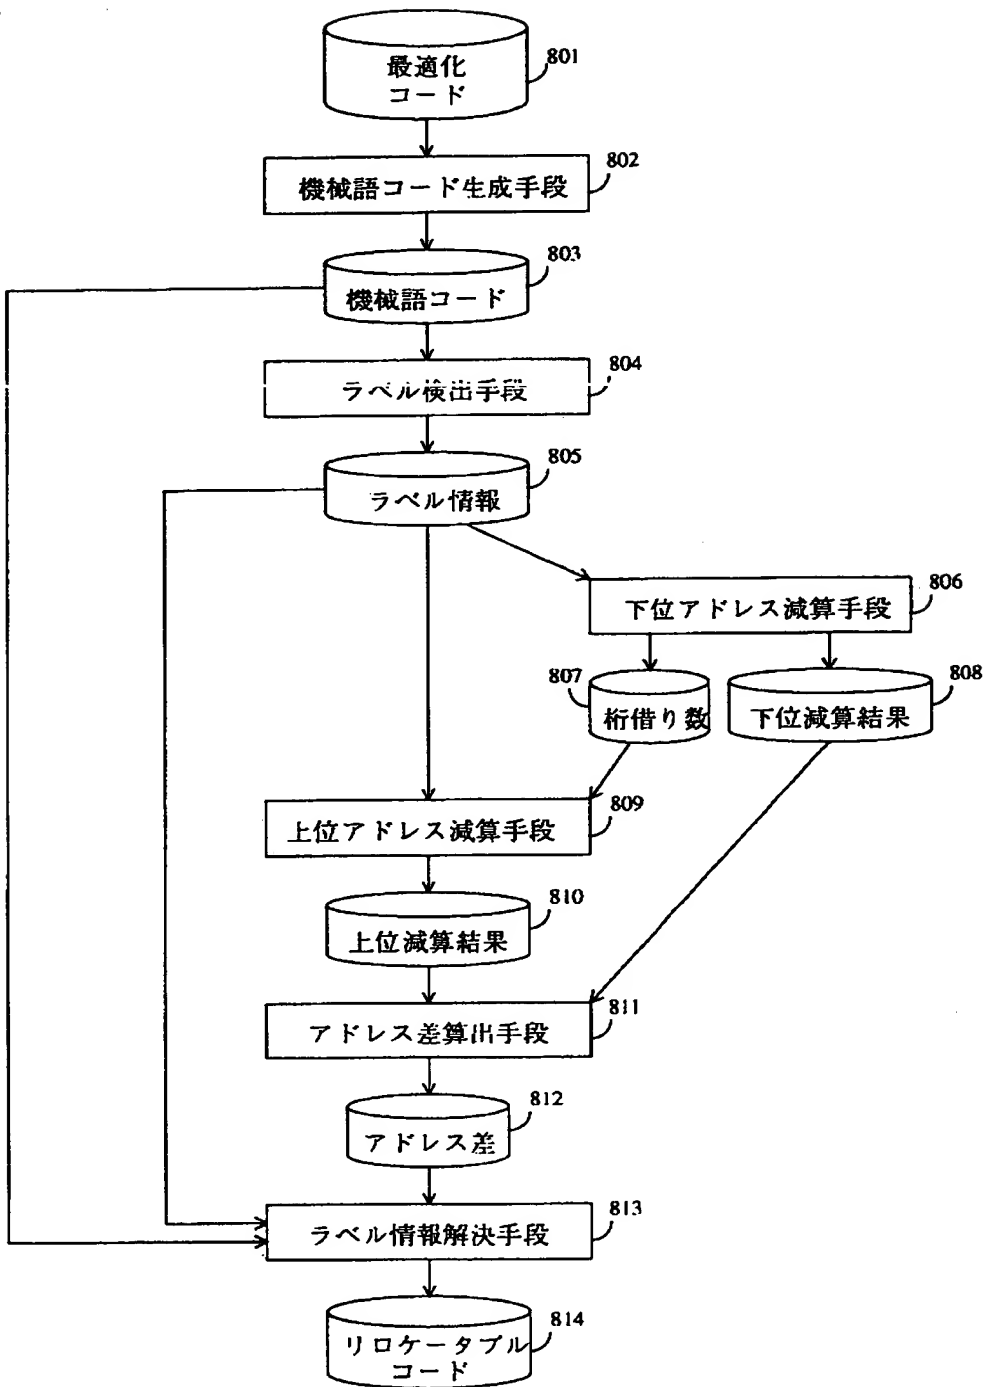 最適化
コード
801
802
機械語コード生成手段
803
機械語コード
804
ラベル検出手段
805
ラベル情報
806
下位アドレス減算手段
807
桁借り数
808
下位減算結果
809
上位アドレス減算手段
810
上位減算結果
811
アドレス差算出手段
812
アドレス差
813
ラベル情報解決手段
814
リロケータブル
コード